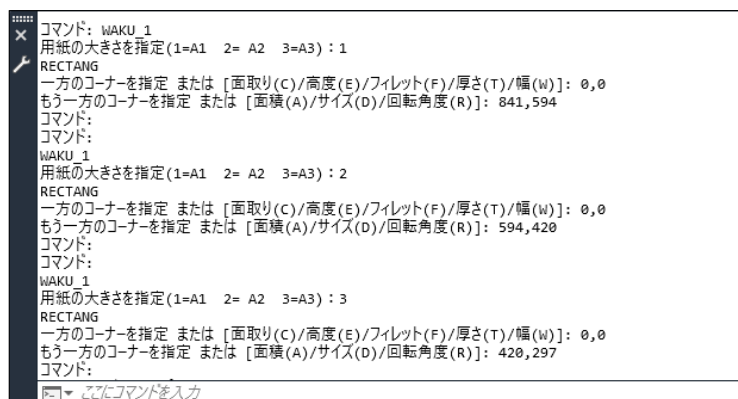 コマンド: WAKU_1
用紙の大きさを指定(1=A1  2= A2  3=A3):1
RECTANG
一方のコーナーを指定 または [面取り(C)/高度(E)/フィレット(F)/厚さ(T)/幅(W)]: 0,0
もう一方のコーナーを指定 または [面積(A)/サイズ(D)/回転角度(R)]: 841,594
コマンド:
コマンド:
WAKU_1
用紙の大きさを指定(1=A1  2= A2  3=A3):2
RECTANG
一方のコーナーを指定 または [面取り(C)/高度(E)/フィレット(F)/厚さ(T)/幅(W)]: 0,0
もう一方のコーナーを指定 または [面積(A)/サイズ(D)/回転角度(R)]: 594,420
コマンド:
コマンド:
WAKU_1
用紙の大きさを指定(1=A1  2= A2  3=A3):3
RECTANG
一方のコーナーを指定 または [面取り(C)/高度(E)/フィレット(F)/厚さ(T)/幅(W)]: 0,0
もう一方のコーナーを指定 または [面積(A)/サイズ(D)/回転角度(R)]: 420,297
コマンド:
ここにコマンドを入力